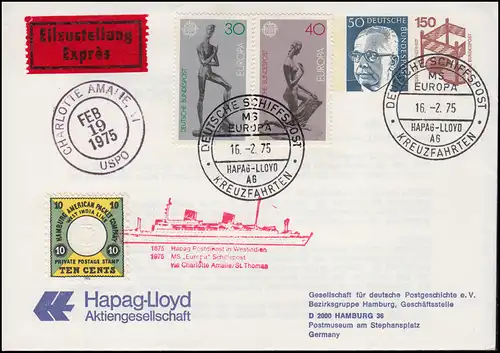 Eilzustellung
Exprès
30
EUROPA
DEUTSCHE BUNDESPOST
40
EUROPA
DEUTSCHE BUNDESPOST
50
DEUTSCHE BUNDESPOST
150
CHARLOTTE AMALIE VI
FEB
19
1975
USPO
DEUTSCHE SCHIFFSPOST
MS
EUROPA
16.-2.75
HAPAG-LLOYD
AG
KREUZFAHRTEN
DEUTSCHE SCHIFFSPOST
MS
EUROPA
16.-2.75
HAPAG-LLOYD
AG
KREUZFAHRTEN
10 10
HAMBURG AMERICAN PACKET COMPANY
WEST INDIA LINE
10 10
PRIVATE POSTAGE STAMP
TEN CENTS
1875 Hapag Postdienst in Westindien
1975 MS „Europa“ Schiffspost
via Charlotte Amalie/St. Thomas
Hapag-Lloyd
Aktiengesellschaft
Gesellschaft für deutsche Postgeschichte e. V.
Bezirksgruppe Hamburg, Geschäftsstelle
D 2000 HAMBURG 36
Postmuseum am Stephansplatz
Germany